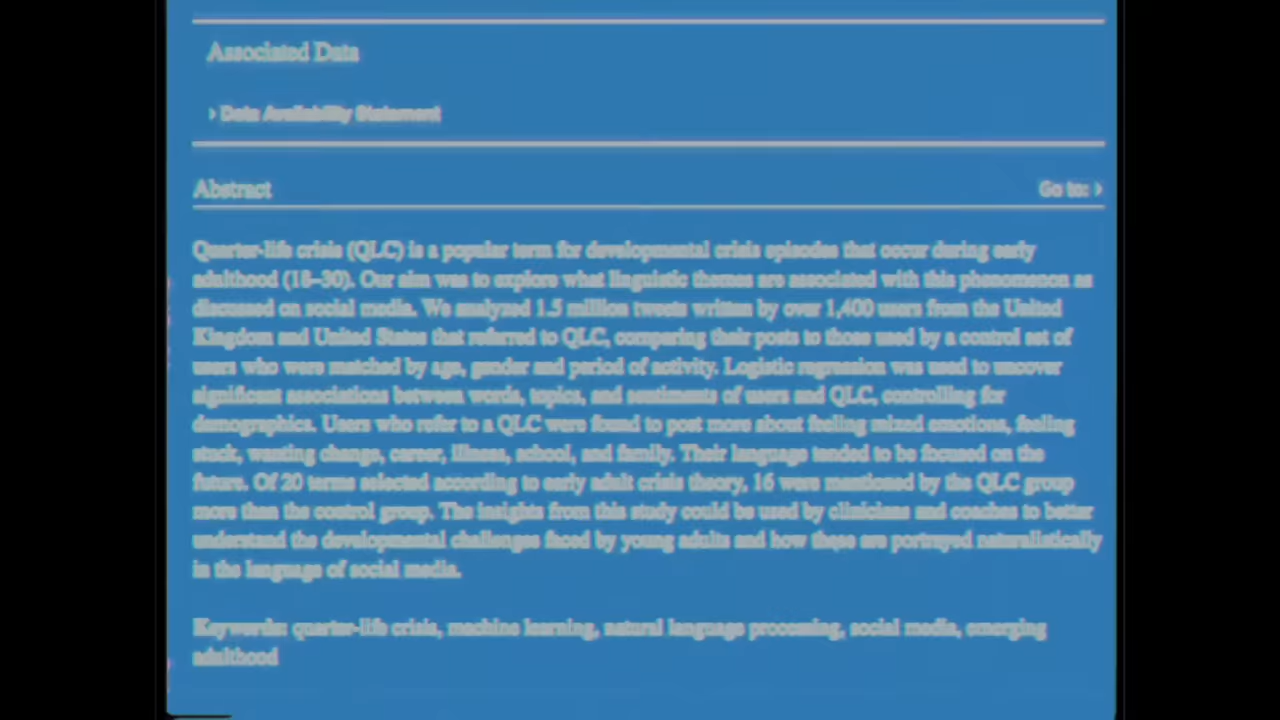 Associated Data
› Data Availability Statement
Abstract
Go to: ›
Quarter-life crisis (QLC) is a popular term for developmental crisis episodes that occur during early
adulthood (18–30). Our aim was to explore what linguistic themes are associated with this phenomenon as
discussed on social media. We analyzed 1.5 million tweets written by over 1,400 users from the United
Kingdom and United States that referred to QLC, comparing their posts to those used by a control set of
users who were matched by age, gender and period of activity. Logistic regression was used to uncover
significant associations between words, topics, and sentiments of users and QLC, controlling for
demographics. Users who refer to a QLC were found to post more about feeling mixed emotions, feeling
stuck, wanting change, career, illness, school, and family. Their language tended to be focused on the
future. Of 20 terms selected according to early adult crisis theory, 16 were mentioned by the QLC group
more than the control group. The insights from this study could be used by clinicians and coaches to better
understand the developmental challenges faced by young adults and how these are portrayed naturalistically
in the language of social media.
Keywords: quarter-life crisis, machine learning, natural language processing, social media, emerging
adulthood